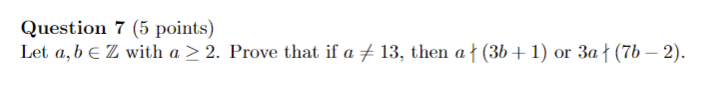 Question 7 (5 points)
Let a, b ∈ ℤ with a ≥ 2. Prove that if a ≠ 13, then a ∤ (3b + 1) or 3a ∤ (7b − 2).